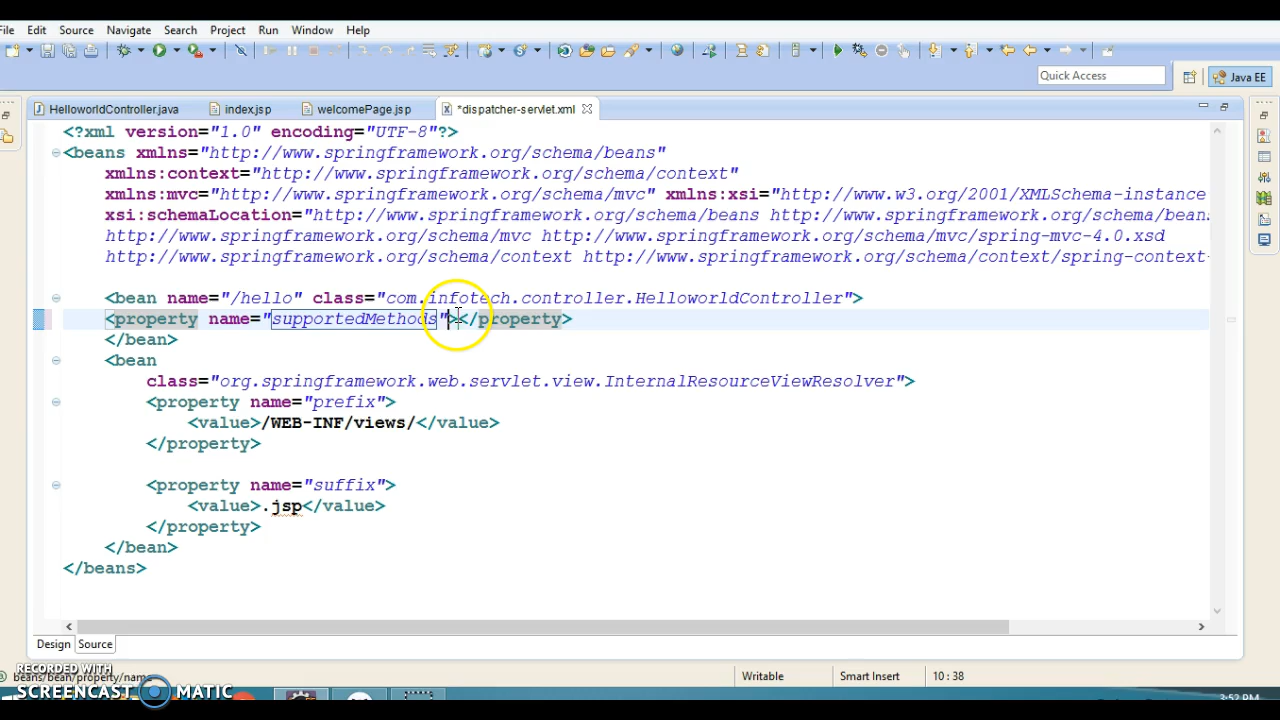 File Edit Source Navigate Search Project Run Window Help
Quick Access
Java EE
HelloworldController.java index.jsp welcomePage.jsp *dispatcher-servlet.xml
<?xml version="1.0" encoding="UTF-8"?>
<beans xmlns="http://www.springframework.org/schema/beans"
xmlns:context="http://www.springframework.org/schema/context"
xmlns:mvc="http://www.springframework.org/schema/mvc" xmlns:xsi="http://www.w3.org/2001/XMLSchema-instance
xsi:schemaLocation="http://www.springframework.org/schema/beans http://www.springframework.org/schema/bean
http://www.springframework.org/schema/mvc http://www.springframework.org/schema/mvc/spring-mvc-4.0.xsd
http://www.springframework.org/schema/context http://www.springframework.org/schema/context/spring-context-
<bean name="/hello" class="com.infotech.controller.HelloworldController">
<property name="supportedMethods"></property>
</bean>
<bean
class="org.springframework.web.servlet.view.InternalResourceViewResolver">
<property name="prefix">
<value>/WEB-INF/views/</value>
</property>
<property name="suffix">
<value>.jsp</value>
</property>
</bean>
</beans>
Design Source
RECORDED WITH
beans/bean/property/name
Writable Smart Insert 10 : 38
SCREENCAST MATIC
3:52 PM